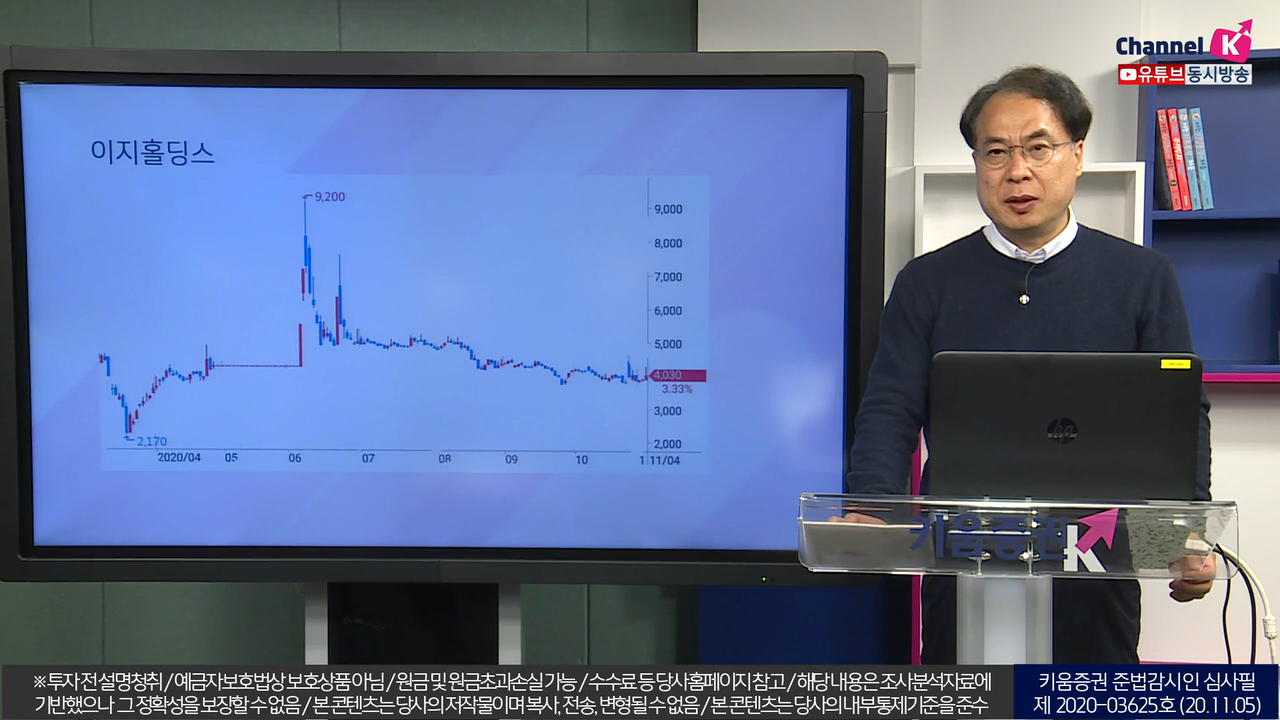 Channel K
유튜브동시방송
이지홀딩스
9,200
9,000
8,000
7,000
6,000
5,000
4,030
3.33%
3,000
2,170
2,000
2020/04 05 06 07 08 09 10 1 11/04
hp
키움증권 K
※ 투자 전 설명청취 / 예금자보호법상 보호상품 아님 / 원금 및 원금초과손실 가능 / 수수료 등 당사홈페이지 참고 / 해당 내용은 조사분석자료에
기반했으나 그 정확성을 보장할 수 없음 / 본 콘텐츠는 당사의 저작물이며 복사, 전송, 변형될 수 없음 / 본 콘텐츠는 당사의 내부통제기준을 준수
키움증권 준법감시인 심사필
제 2020-03625호 (20.11.05)